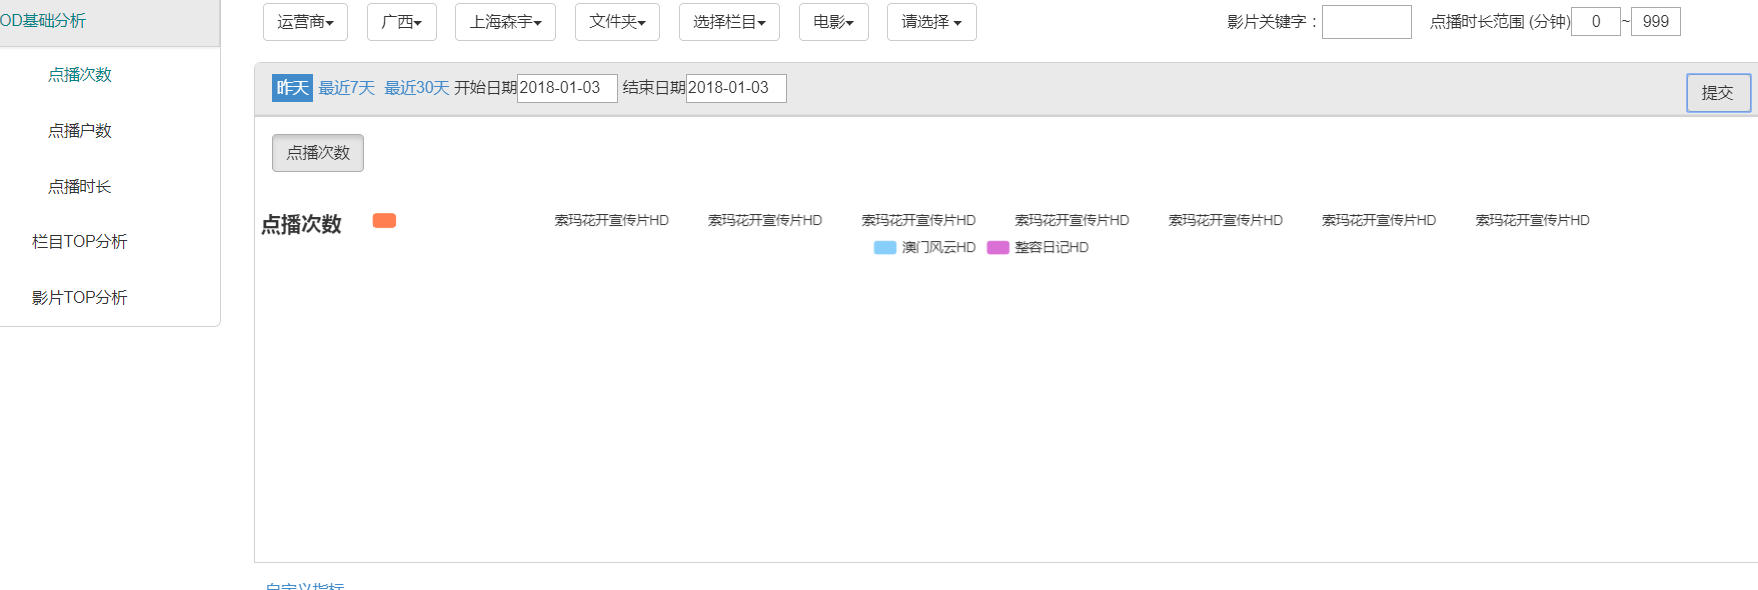 OD基础分析
点播次数
点播户数
点播时长
栏目TOP分析
影片TOP分析
运营商 广西 上海森宇 文件夹 选择栏目 电影 请选择 影片关键字： 点播时长范围 (分钟) 0 ~ 999
昨天 最近7天 最近30天 开始日期 2018-01-03 结束日期 2018-01-03 提交
点播次数
点播次数 索玛花开宣传片HD 索玛花开宣传片HD 索玛花开宣传片HD 索玛花开宣传片HD 索玛花开宣传片HD 索玛花开宣传片HD 索玛花开宣传片HD
澳门风云HD 整容日记HD
自定义指标